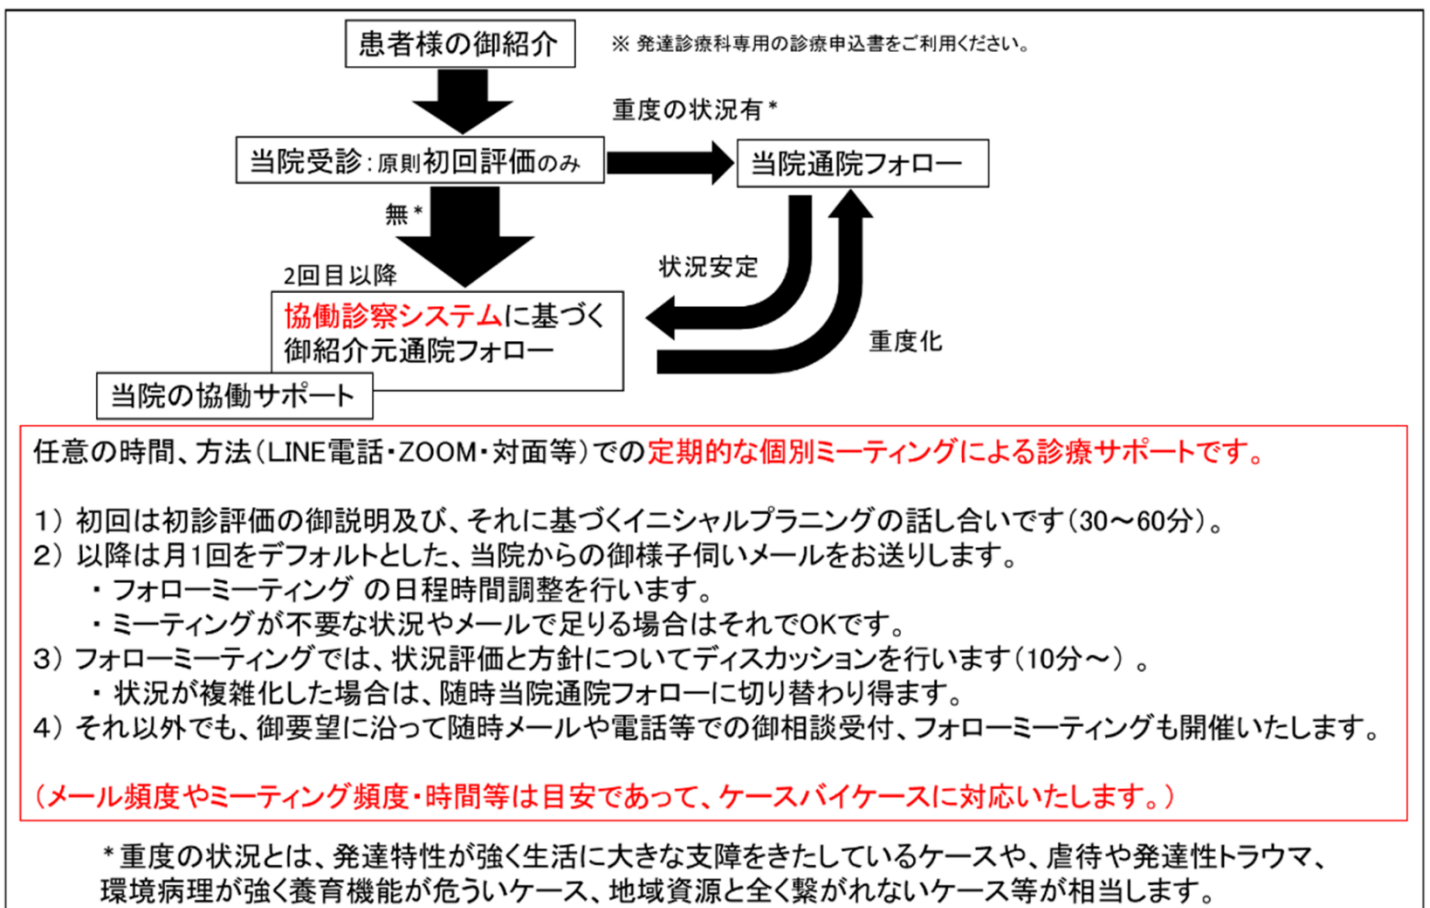 患者様の御紹介
※ 発達診療科専用の診療申込書をご利用ください。
重度の状況有*
当院受診:原則初回評価のみ
当院通院フォロー
無*
2回目以降
状況安定
協働診察システムに基づく
御紹介元通院フォロー
重度化
当院の協働サポート
任意の時間、方法(LINE電話・ZOOM・対面等)での定期的な個別ミーティングによる診療サポートです。
1) 初回は初診評価の御説明及び、それに基づくイニシャルプラニングの話し合いです(30~60分)。
2) 以降は月1回をデフォルトとした、当院からの御様子伺いメールをお送りします。
・ フォローミーティング の日程時間調整を行います。
・ ミーティングが不要な状況やメールで足りる場合はそれでOKです。
3) フォローミーティングでは、状況評価と方針についてディスカッションを行います(10分~) 。
・ 状況が複雑化した場合は、随時当院通院フォローに切り替わり得ます。
4) それ以外でも、御要望に沿って随時メールや電話等での御相談受付、フォローミーティングも開催いたします。
(メール頻度やミーティング頻度・時間等は目安であって、ケースバイケースに対応いたします。)
*重度の状況とは、発達特性が強く生活に大きな支障をきたしているケースや、虐待や発達性トラウマ、
環境病理が強く養育機能が危ういケース、地域資源と全く繋がれないケース等が相当します。